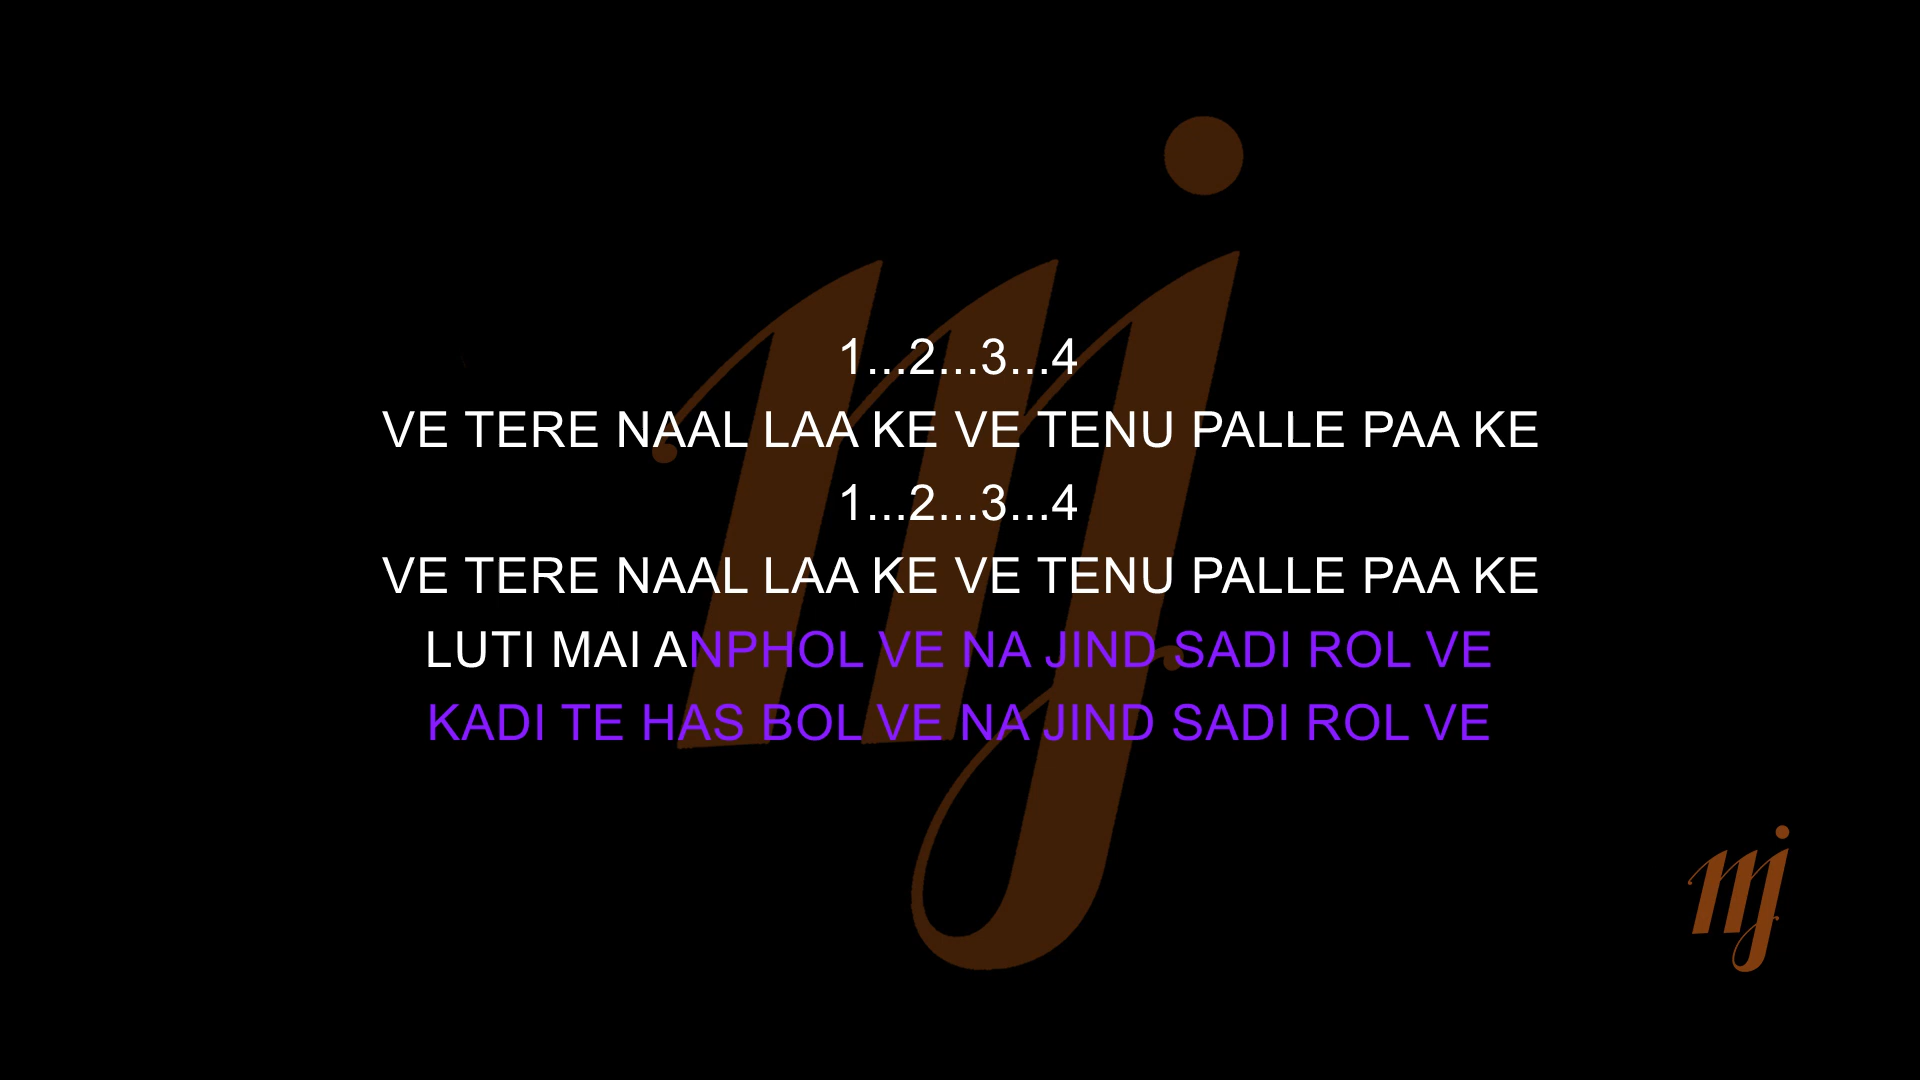 1...2...3...4
VE TERE NAAL LAA KE VE TENU PALLE PAA KE
1...2...3...4
VE TERE NAAL LAA KE VE TENU PALLE PAA KE
LUTI MAI ANPHOL VE NA JIND SADI ROL VE
KADI TE HAS BOL VE NA JIND SADI ROL VE
mj